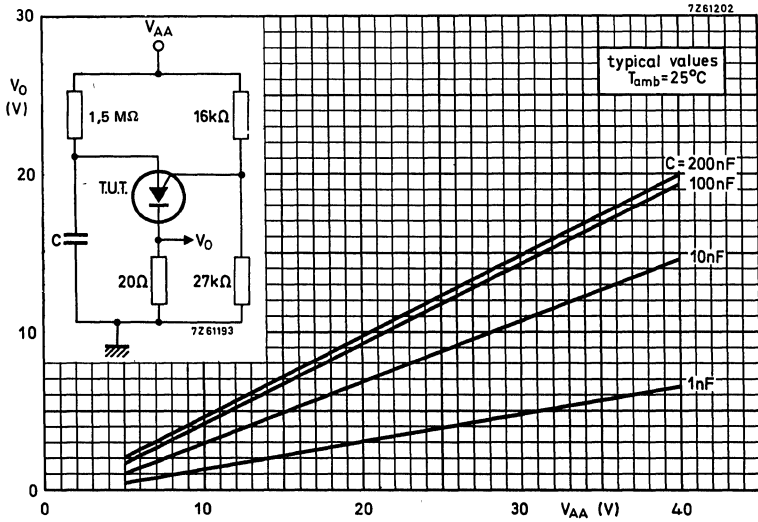 7Z61202
30
V_AA
V_O
(V)
typical values
T_amb=25°C
1,5 MΩ
16kΩ
20
T.U.T.
C=200nF
100nF
C
V_O
10nF
20Ω
27kΩ
7Z61193
10
1nF
0
0
10
20
30
V_AA (V)
40